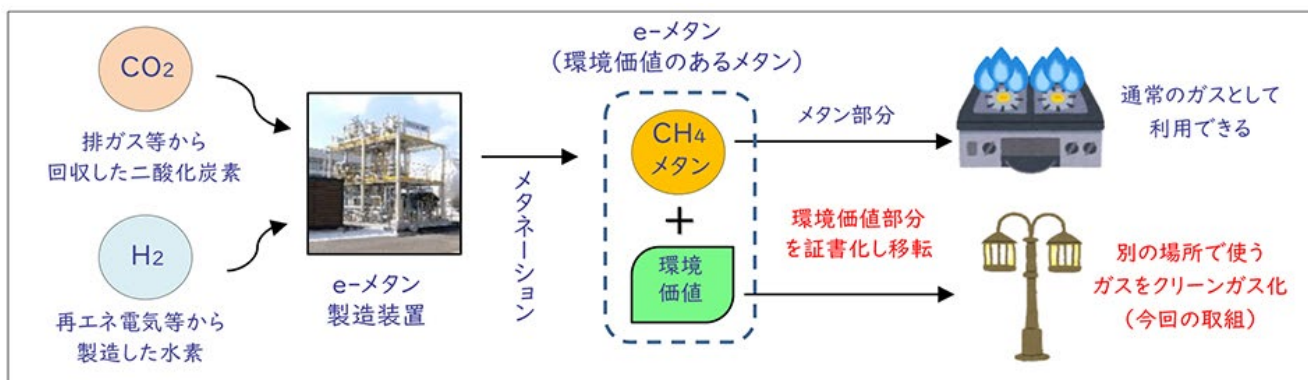 CO2
排ガス等から
回収した二酸化炭素
H2
再エネ電気等から
製造した水素
e-メタン
製造装置
メタネーション
e-メタン
(環境価値のあるメタン)
CH4
メタン
+
環境
価値
メタン部分
通常のガスとして
利用できる
環境価値部分
を証書化し移転
別の場所で使う
ガスをクリーンガス化
(今回の取組)